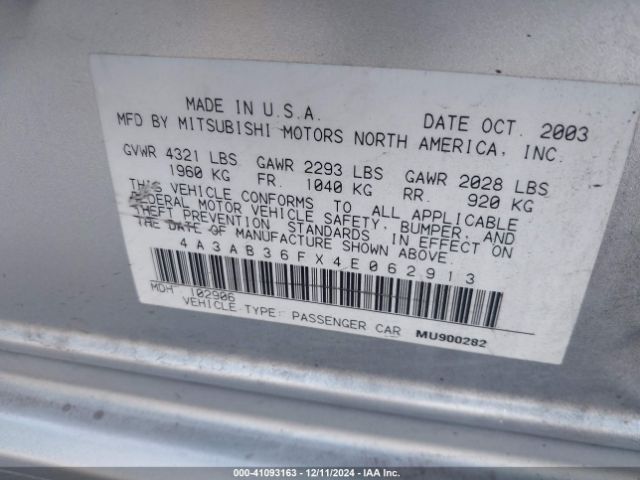 MADE IN U.S.A. DATE OCT. 2003
MFD BY MITSUBISHI MOTORS NORTH AMERICA, INC.
GVWR 4321 LBS GAWR 2293 LBS GAWR 2028 LBS
1960 KG FR. 1040 KG RR. 920 KG
THIS VEHICLE CONFORMS TO ALL APPLICABLE
FEDERAL MOTOR VEHICLE SAFETY, BUMPER, AND
THEFT PREVENTION STANDARDS IN EFFECT ON
THE DATE OF MANUFACTURE SHOWN ABOVE
4A3AB36FX4E062913
MDH 102906
VEHICLE TYPE: PASSENGER CAR MU900282
000-41093163 - 12/11/2024 - IAA Inc.